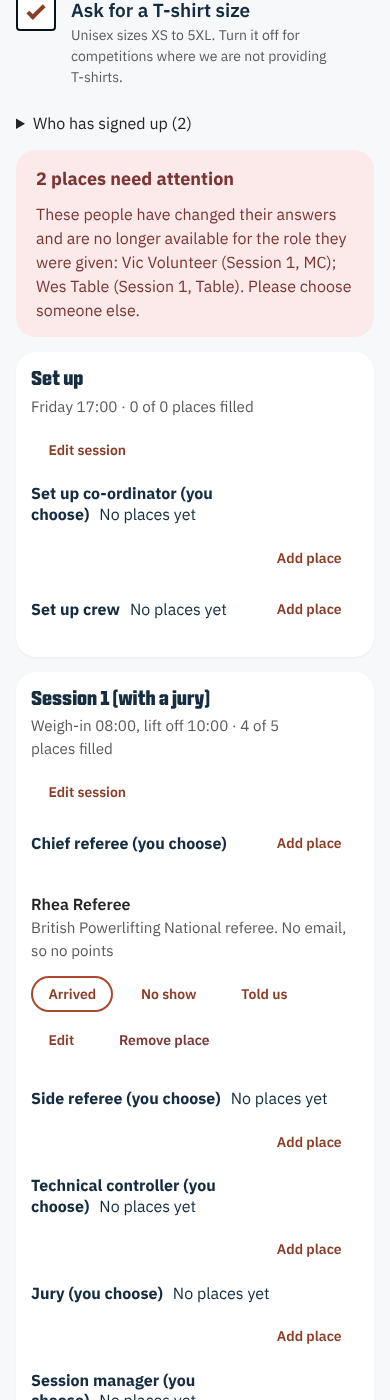 Ask for a T-shirt size
Unisex sizes XS to 5XL. Turn it off for
competitions where we are not providing
T-shirts.
Who has signed up (2)
2 places need attention
These people have changed their answers
and are no longer available for the role they
were given: Vic Volunteer (Session 1, MC);
Wes Table (Session 1, Table). Please choose
someone else.
Set up
Friday 17:00 · 0 of 0 places filled
Edit session
Set up co-ordinator (you
choose) No places yet
Add place
Set up crew No places yet Add place
Session 1 (with a jury)
Weigh-in 08:00, lift off 10:00 · 4 of 5
places filled
Edit session
Chief referee (you choose) Add place
Rhea Referee
British Powerlifting National referee. No email,
so no points
Arrived No show Told us
Edit Remove place
Side referee (you choose) No places yet
Add place
Technical controller (you
choose) No places yet
Add place
Jury (you choose) No places yet
Add place
Session manager (you
choose) No places yet